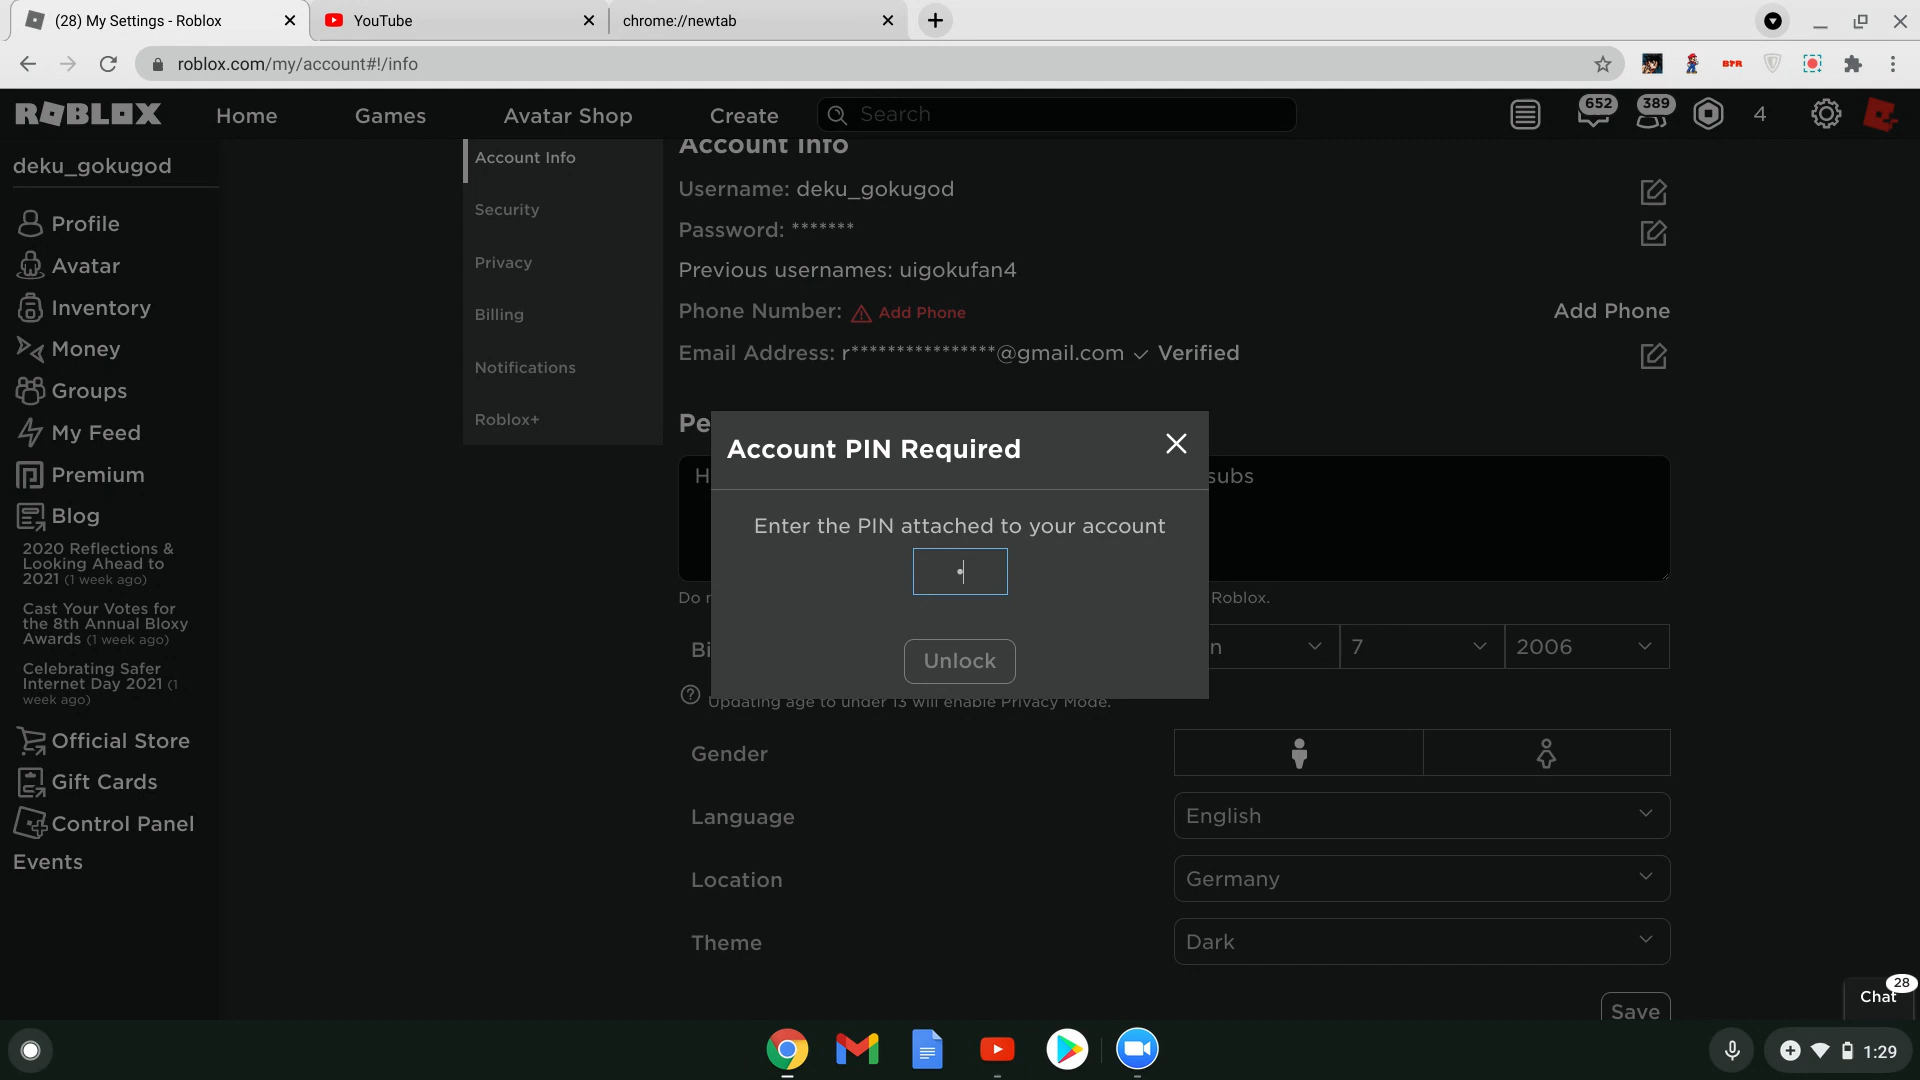 (28) My Settings - Roblox
YouTube
chrome://newtab
roblox.com/my/account#!/info
BTR
ROBLOX
Home
Games
Avatar Shop
Create
Search
652
389
4
deku_gokugod
Profile
Avatar
Inventory
Money
Groups
My Feed
Premium
Blog
2020 Reflections &
Looking Ahead to
2021 (1 week ago)
Cast Your Votes for
the 8th Annual Bloxy
Awards (1 week ago)
Celebrating Safer
Internet Day 2021 (1
week ago)
Official Store
Gift Cards
Control Panel
Events
Account Info
Security
Privacy
Billing
Notifications
Roblox+
Account Info
Username: deku_gokugod
Password: *******
Previous usernames: uigokufan4
Phone Number: Add Phone
Add Phone
Email Address: r****************@gmail.com ✓ Verified
Pe
H
subs
Account PIN Required
Enter the PIN attached to your account
•
Unlock
Do
Roblox.
Bi
n
7
2006
Updating age to under 13 will enable Privacy Mode.
Gender
Language
English
Location
Germany
Theme
Dark
Save
Chat
28
1:29